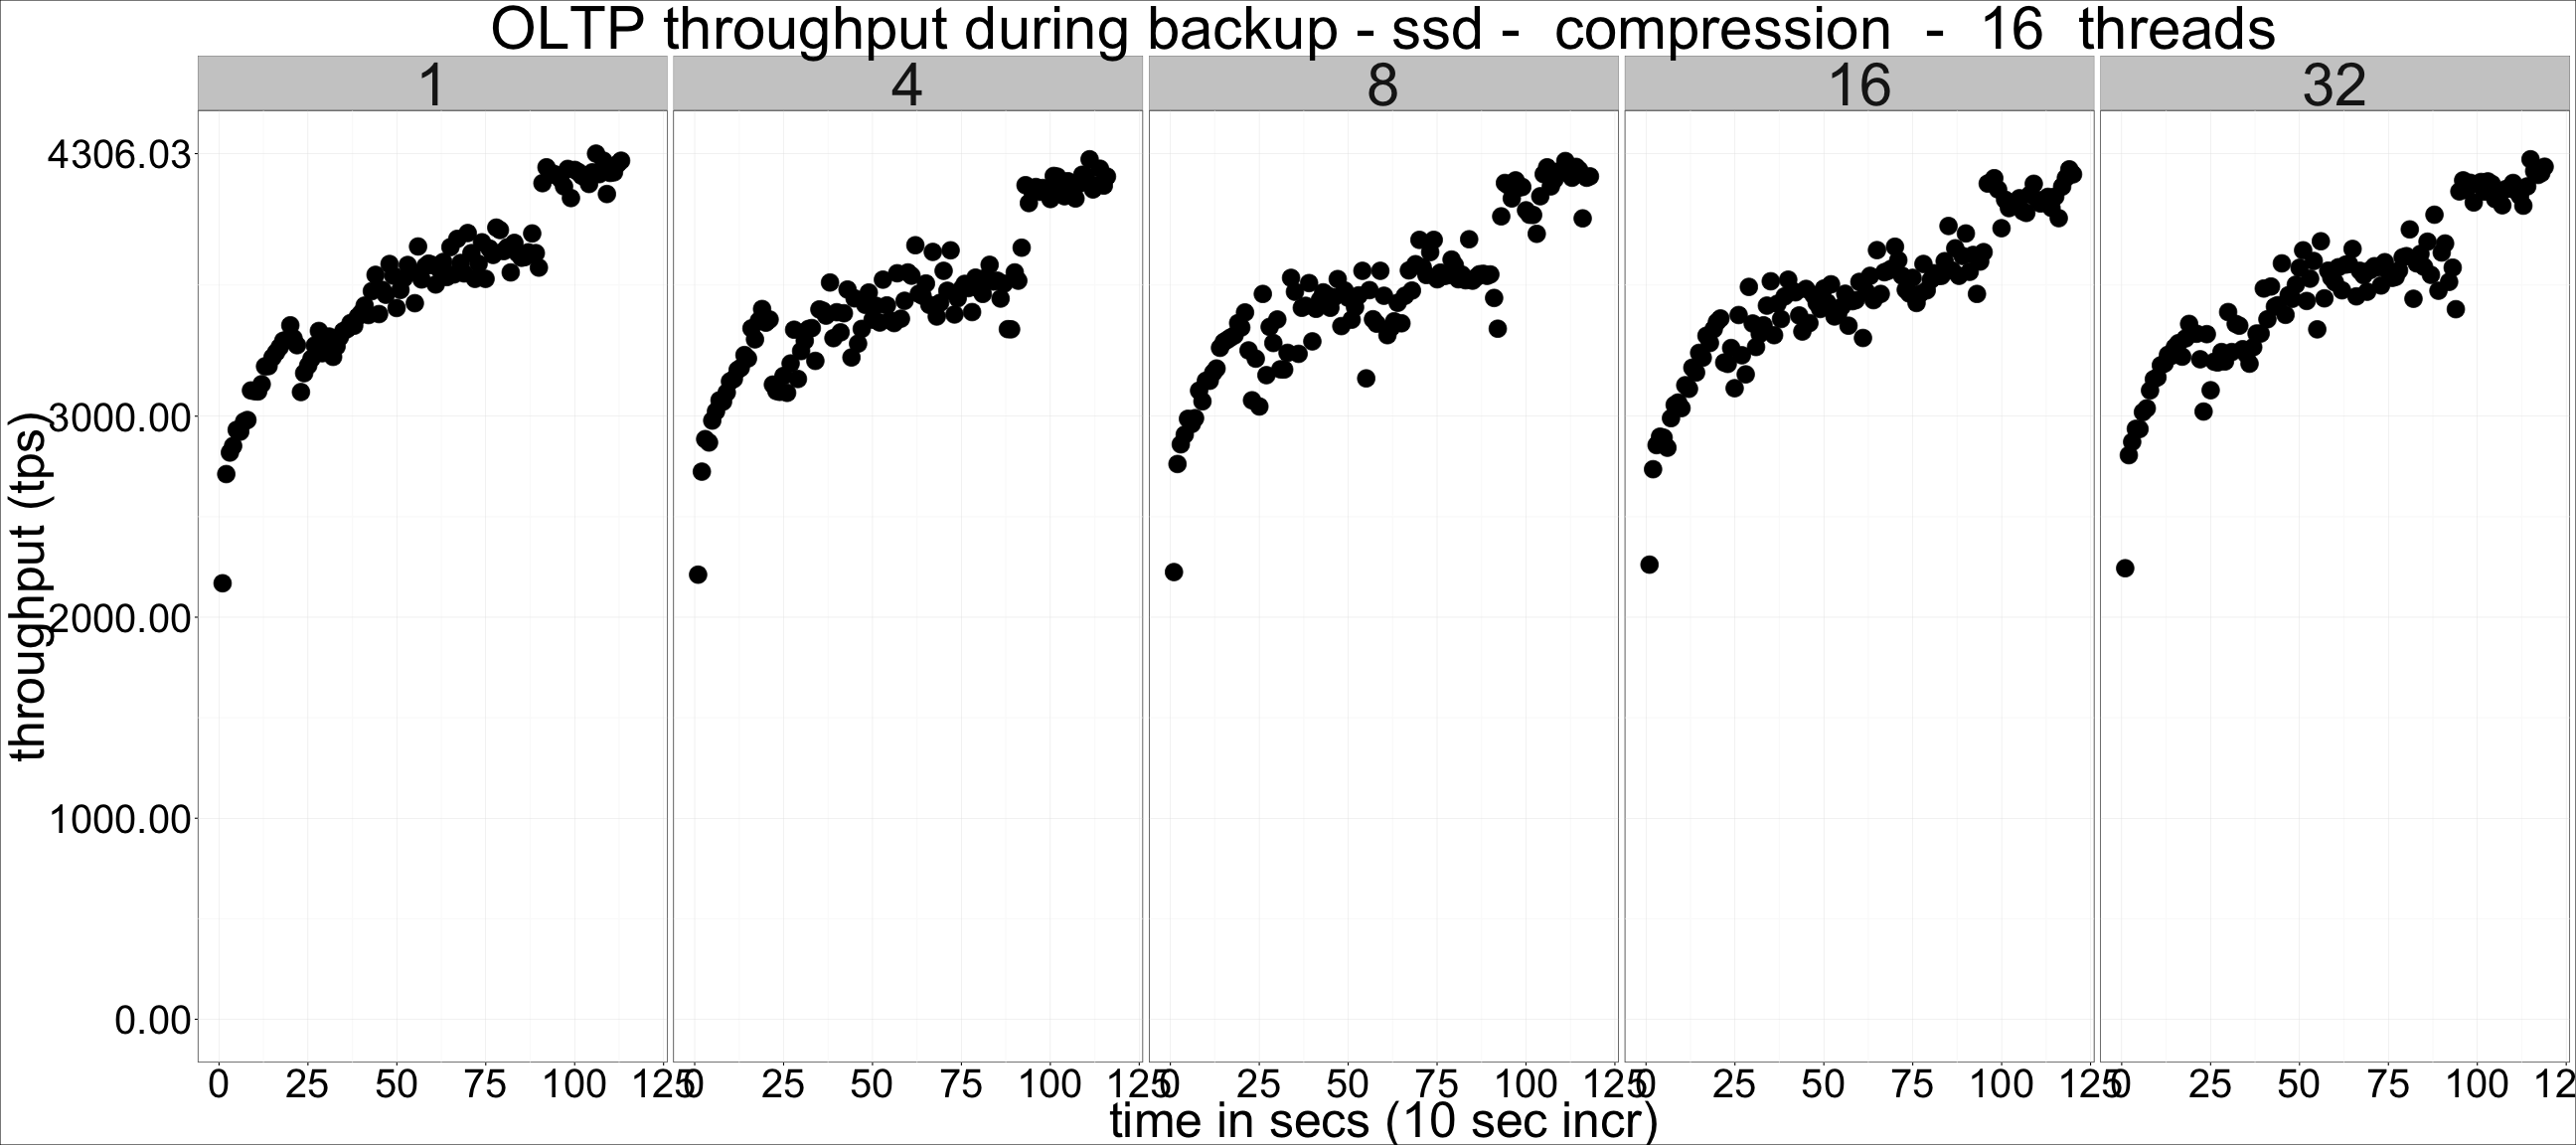 OLTP throughput during backup - ssd -  compression  -  16  threads
1 4 8 16 32
throughput (tps)
4306.03
3000.00
2000.00
1000.00
0.00
0 25 50 75 100 125 0 25 50 75 100 125 0 25 50 75 100 125 0 25 50 75 100 125 0 25 50 75 100 12
time in secs (10 sec incr)